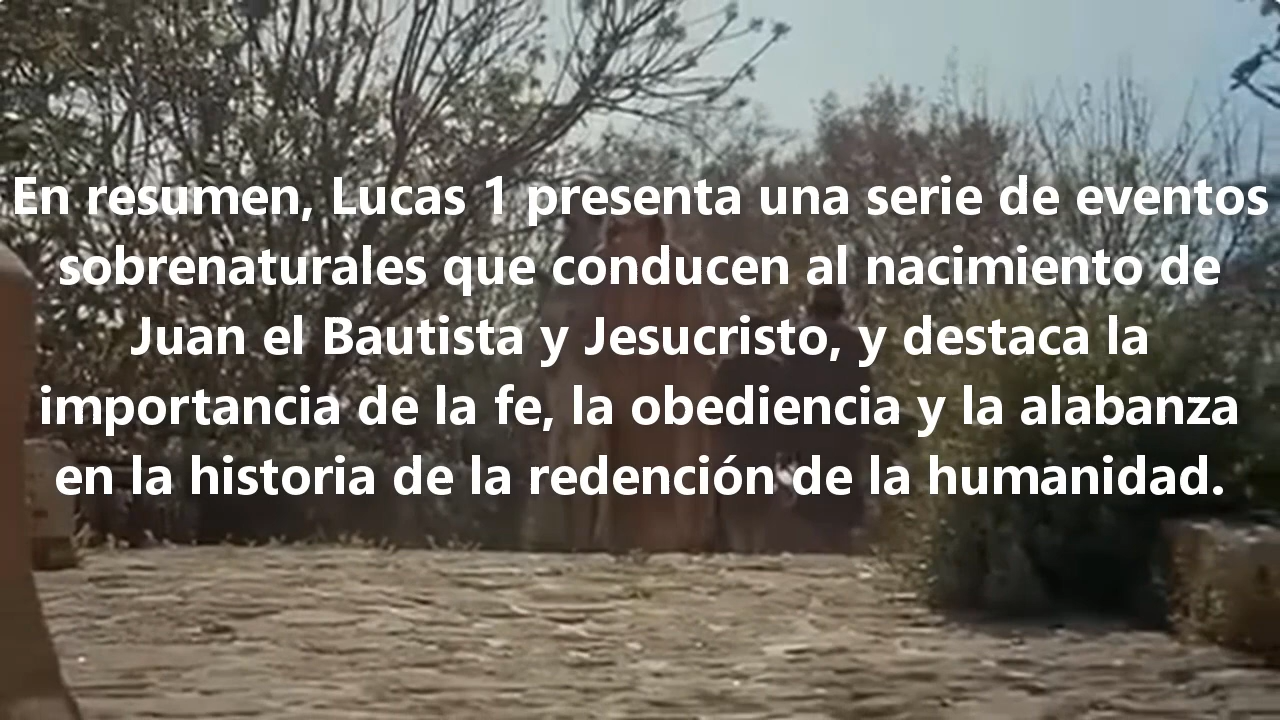 En resumen, Lucas 1 presenta una serie de eventos
sobrenaturales que conducen al nacimiento de
Juan el Bautista y Jesucristo, y destaca la
importancia de la fe, la obediencia y la alabanza
en la historia de la redención de la humanidad.